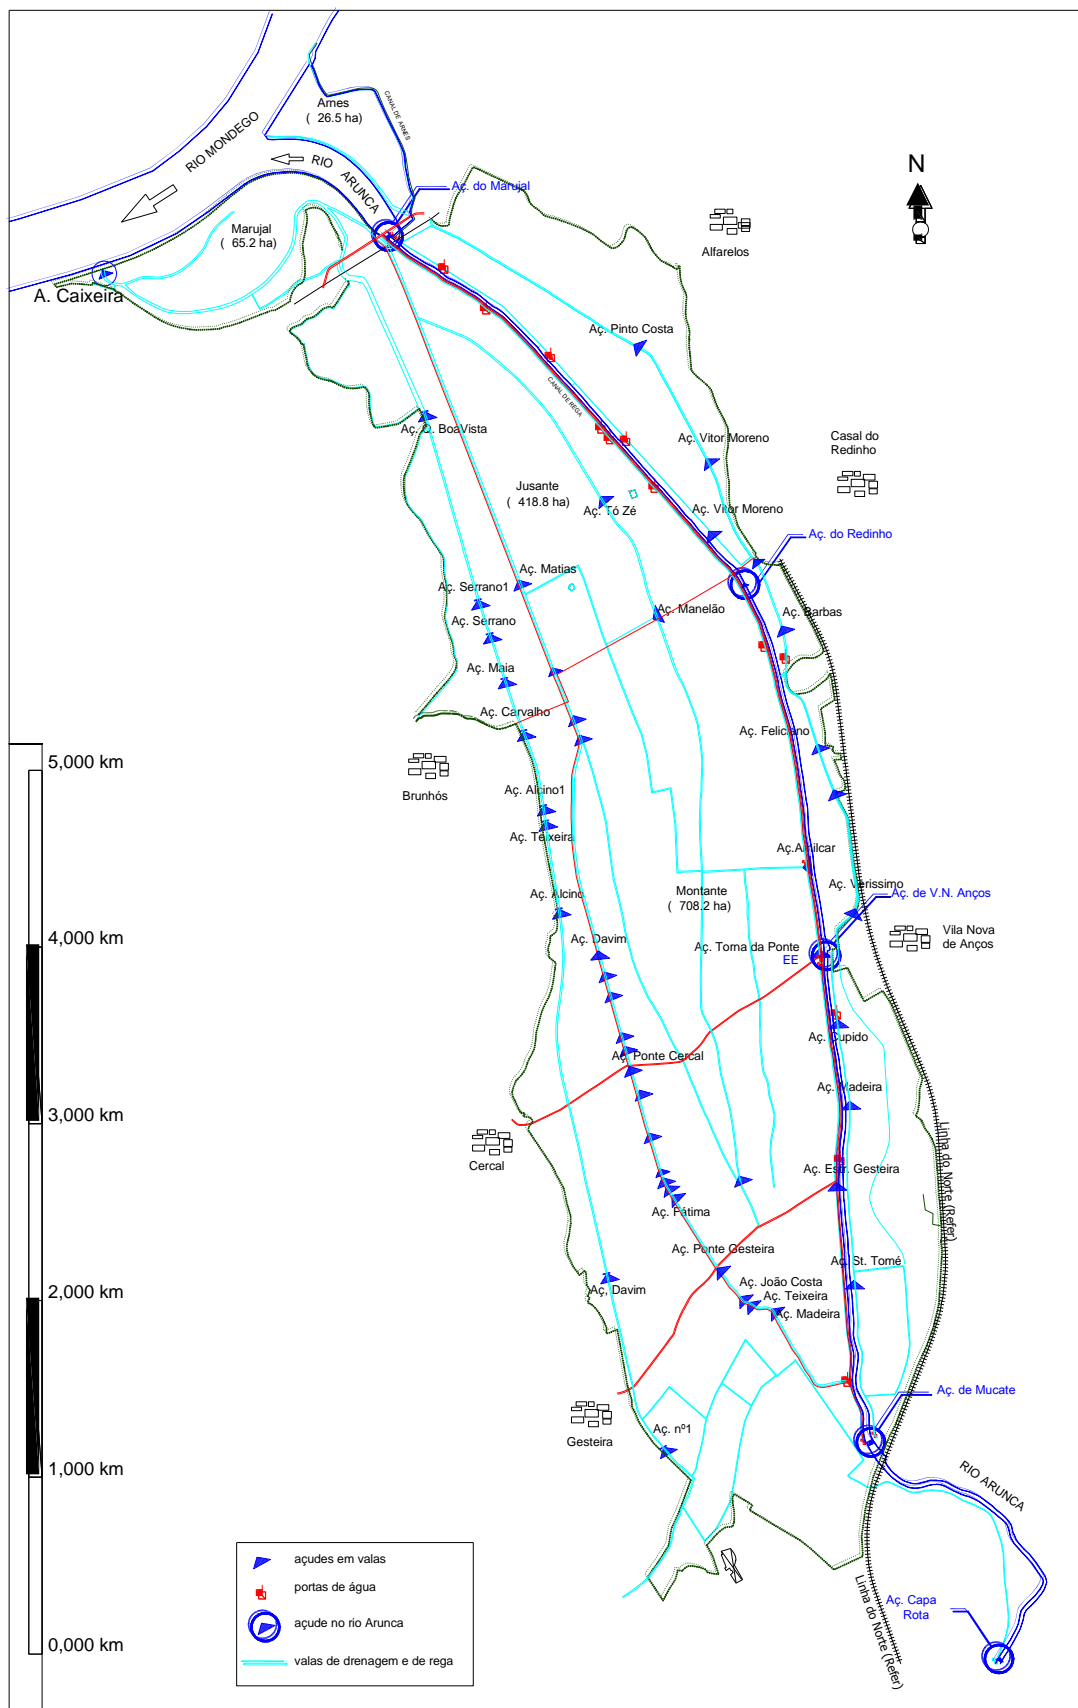 Arnes
( 26.5 ha)
CANAL DE ARNES
RIO MONDEGO
RIO ARUNCA
Aç. do Marujal
N
Marujal
( 65.2 ha)
Alfarelos
A. Caixeira
Aç. Pinto Costa
CANAL DE REGA
Aç. Q. BoaVista
Aç. Vitor Moreno
Casal do
Redinho
Jusante
( 418.8 ha)
Aç. Tó Zé
Aç. Vitor Moreno
Aç. do Redinho
Aç. Matias
Aç. Serrano1
Aç. Manelão
Aç. Barbas
Aç. Serrano
Aç. Maia
Aç. Carvalho
Aç. Feliciano
5,000 km
Brunhós
Aç. Alcino1
Aç. Teixeira
Aç.Amilcar
Aç. Verissimo
Aç. de V.N. Anços
Montante
( 708.2 ha)
Aç. Alcino
4,000 km
Aç. Davim
Aç. Torna da Ponte
EE
Vila Nova
de Anços
Aç. Cupido
Aç. Ponte Cercal
Aç. Madeira
3,000 km
Linha do Norte (Refer)
Cercal
Aç. Estr. Gesteira
Aç. Fátima
Aç. Ponte Gesteira
Aç. St. Tomé
Aç, Davim
Aç. João Costa
Aç. Teixeira
Aç. Madeira
2,000 km
Aç. de Mucate
Gesteira
Aç. nº1
1,000 km
RIO ARUNCA
Linha do Norte (Refer)
Aç. Capa
Rota
açudes em valas
portas de água
açude no rio Arunca
valas de drenagem e de rega
0,000 km